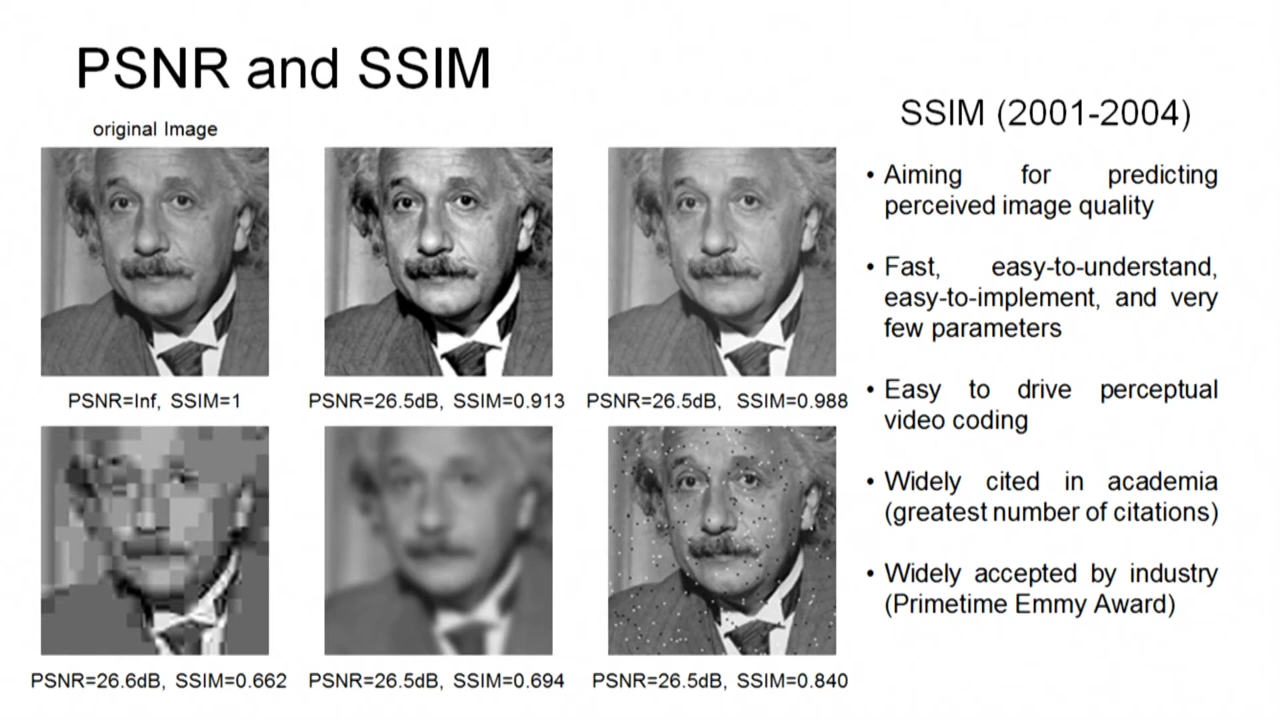 PSNR and SSIM
original Image
PSNR=Inf, SSIM=1
PSNR=26.5dB, SSIM=0.913
PSNR=26.5dB, SSIM=0.988
PSNR=26.6dB, SSIM=0.662
PSNR=26.5dB, SSIM=0.694
PSNR=26.5dB, SSIM=0.840
SSIM (2001-2004)
• Aiming for predicting
perceived image quality
• Fast, easy-to-understand,
easy-to-implement, and very
few parameters
• Easy to drive perceptual
video coding
• Widely cited in academia
(greatest number of citations)
• Widely accepted by industry
(Primetime Emmy Award)